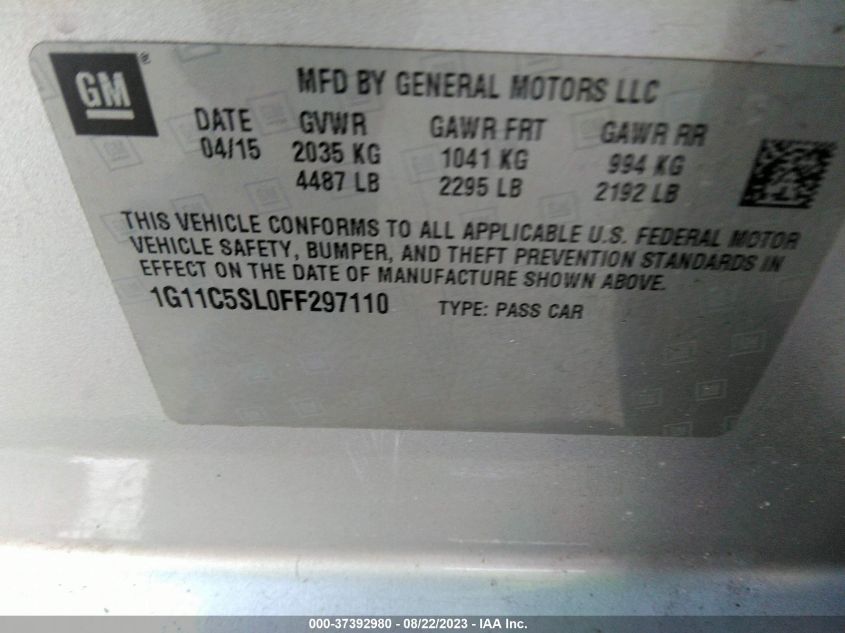 GM ®
MFD BY GENERAL MOTORS LLC
DATE GVWR GAWR FRT GAWR RR
04/15 2035 KG 1041 KG 994 KG
4487 LB 2295 LB 2192 LB
THIS VEHICLE CONFORMS TO ALL APPLICABLE U.S. FEDERAL MOTOR
VEHICLE SAFETY, BUMPER, AND THEFT PREVENTION STANDARDS IN
EFFECT ON THE DATE OF MANUFACTURE SHOWN ABOVE.
1G11C5SL0FF297110 TYPE: PASS CAR
000-37392980 - 08/22/2023 - IAA Inc.